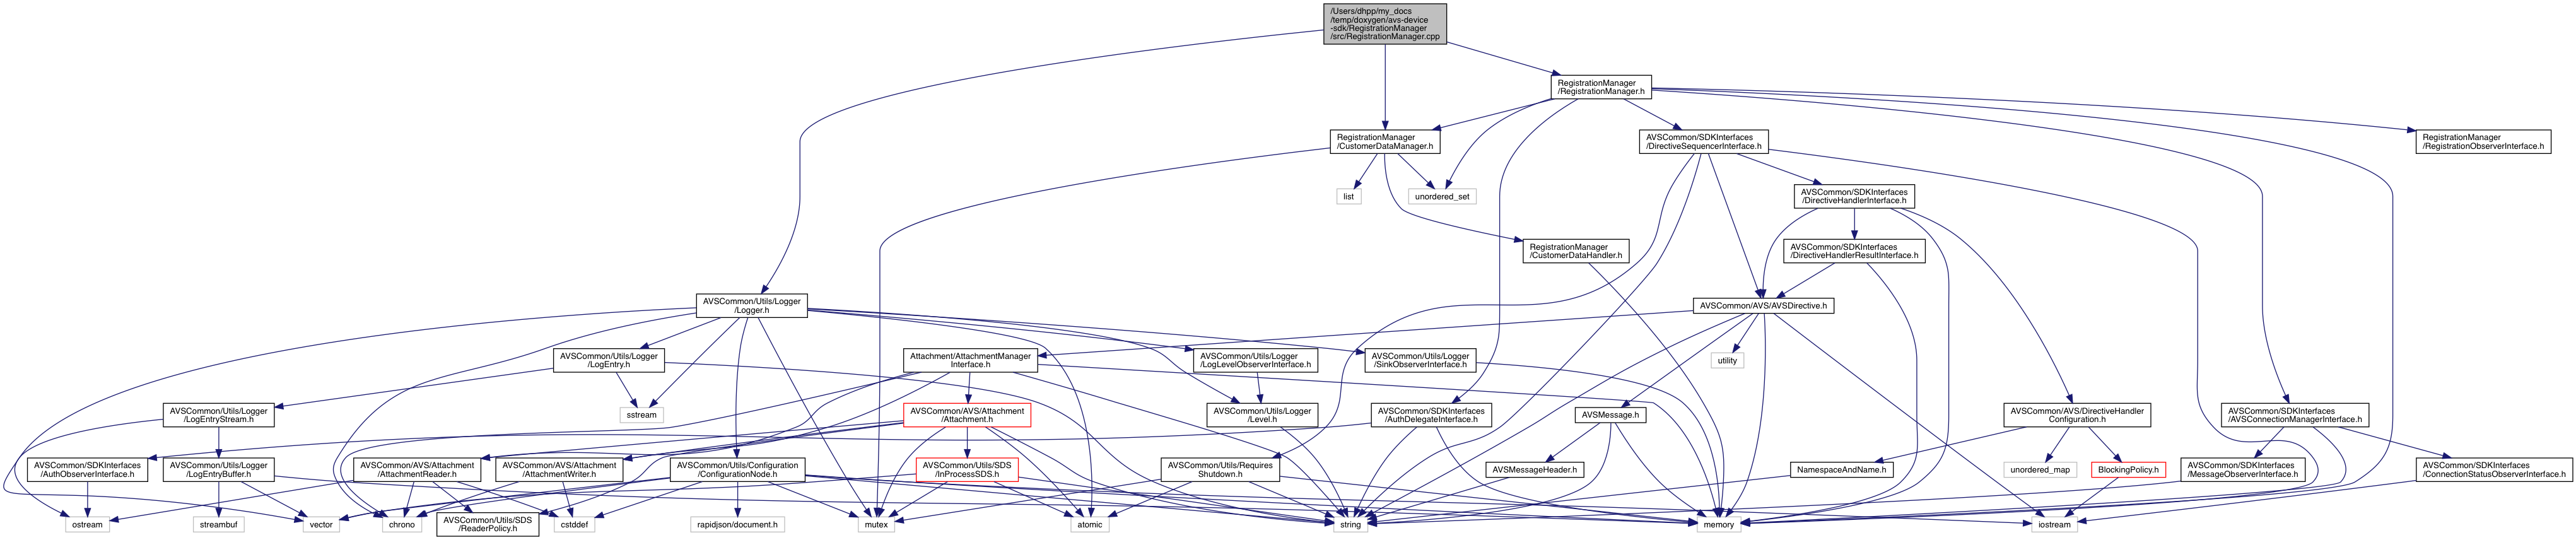 /Users/dhpp/my_docs
/temp/doxygen/avs-device
-sdk/RegistrationManager
/src/RegistrationManager.cpp
RegistrationManager
/RegistrationManager.h
RegistrationManager
/CustomerDataManager.h
AVSCommon/SDKInterfaces
/DirectiveSequencerInterface.h
RegistrationManager
/RegistrationObserverInterface.h
list
unordered_set
AVSCommon/SDKInterfaces
/DirectiveHandlerInterface.h
RegistrationManager
/CustomerDataHandler.h
AVSCommon/SDKInterfaces
/DirectiveHandlerResultInterface.h
AVSCommon/Utils/Logger
/Logger.h
AVSCommon/AVS/AVSDirective.h
AVSCommon/Utils/Logger
/LogEntry.h
Attachment/AttachmentManager
Interface.h
AVSCommon/Utils/Logger
/LogLevelObserverInterface.h
AVSCommon/Utils/Logger
/SinkObserverInterface.h
utility
AVSCommon/Utils/Logger
/LogEntryStream.h
sstream
AVSCommon/AVS/Attachment
/Attachment.h
AVSCommon/Utils/Logger
/Level.h
AVSCommon/SDKInterfaces
/AuthDelegateInterface.h
AVSMessage.h
AVSCommon/AVS/DirectiveHandler
Configuration.h
AVSCommon/SDKInterfaces
/AVSConnectionManagerInterface.h
AVSCommon/SDKInterfaces
/AuthObserverInterface.h
AVSCommon/Utils/Logger
/LogEntryBuffer.h
AVSCommon/AVS/Attachment
/AttachmentReader.h
AVSCommon/AVS/Attachment
/AttachmentWriter.h
AVSCommon/Utils/Configuration
/ConfigurationNode.h
AVSCommon/Utils/SDS
/InProcessSDS.h
AVSCommon/Utils/Requires
Shutdown.h
AVSMessageHeader.h
NamespaceAndName.h
unordered_map
BlockingPolicy.h
AVSCommon/SDKInterfaces
/MessageObserverInterface.h
AVSCommon/SDKInterfaces
/ConnectionStatusObserverInterface.h
ostream
streambuf
vector
chrono
AVSCommon/Utils/SDS
/ReaderPolicy.h
cstddef
rapidjson/document.h
mutex
atomic
string
memory
iostream